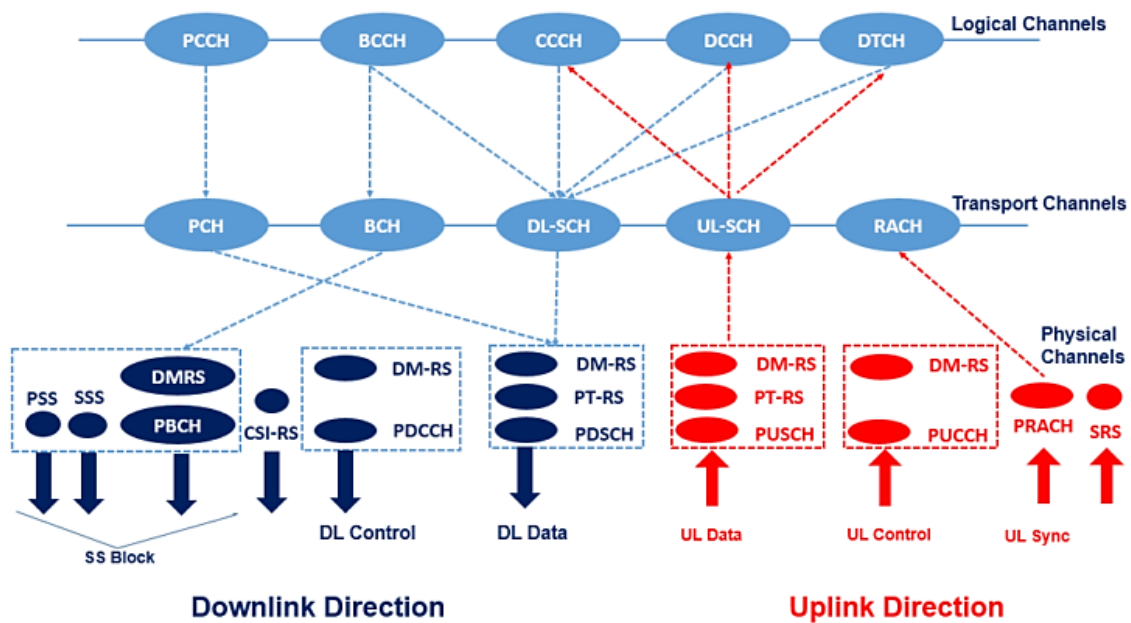 Logical Channels
PCCH
BCCH
CCCH
DCCH
DTCH
Transport Channels
PCH
BCH
DL-SCH
UL-SCH
RACH
Physical
Channels
PSS
SSS
DMRS
PBCH
CSI-RS
DM-RS
PDCCH
DM-RS
PT-RS
PDSCH
DM-RS
PT-RS
PUSCH
DM-RS
PUCCH
PRACH
SRS
SS Block
DL Control
DL Data
UL Data
UL Control
UL Sync
Downlink Direction
Uplink Direction